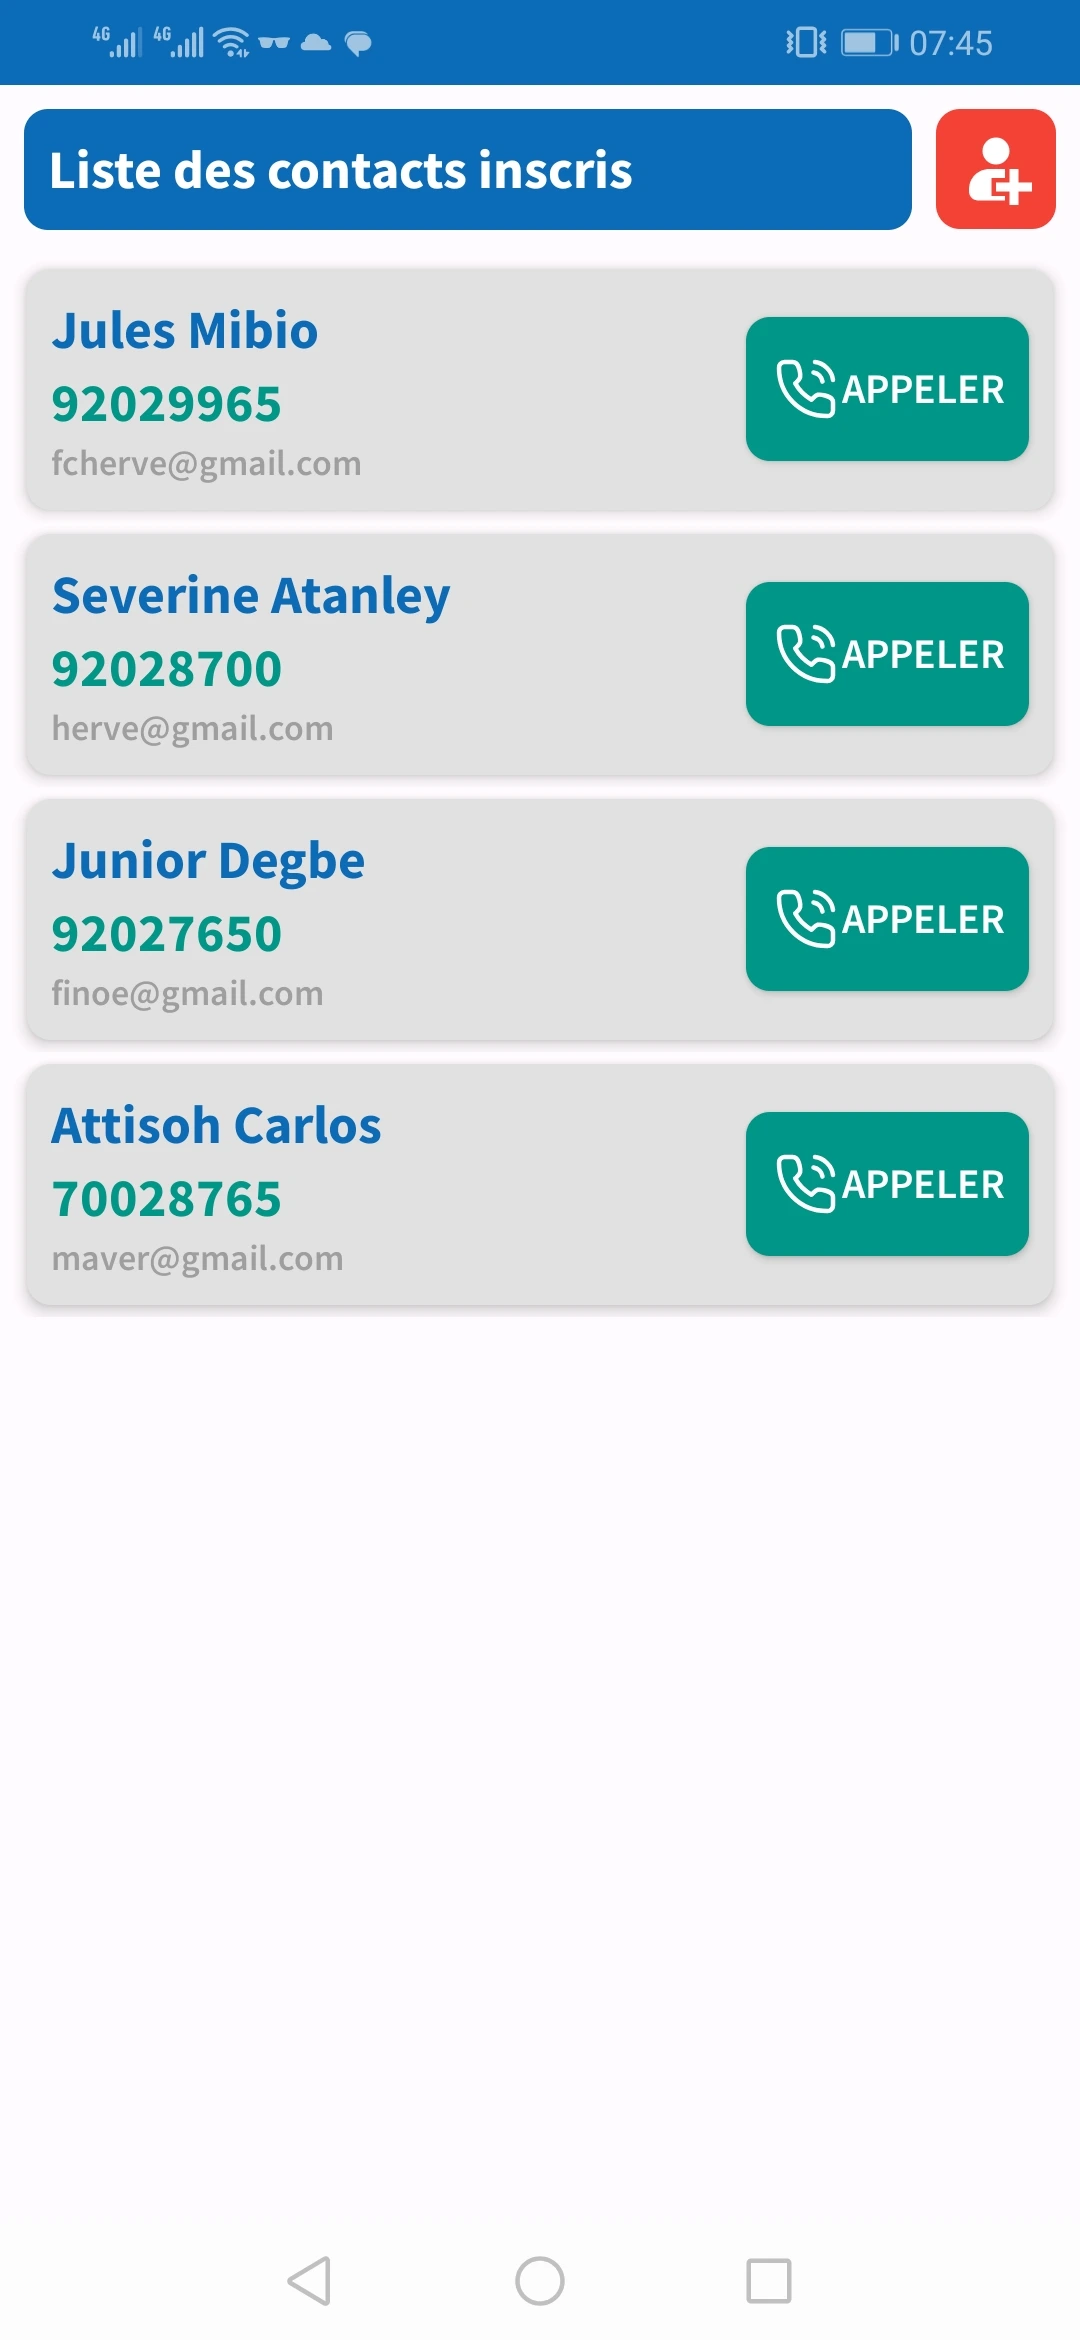 4G 4G 07:45
Liste des contacts inscris
Jules Mibio
92029965
fcherve@gmail.com
APPELER
Severine Atanley
92028700
herve@gmail.com
APPELER
Junior Degbe
92027650
finoe@gmail.com
APPELER
Attisoh Carlos
70028765
maver@gmail.com
APPELER